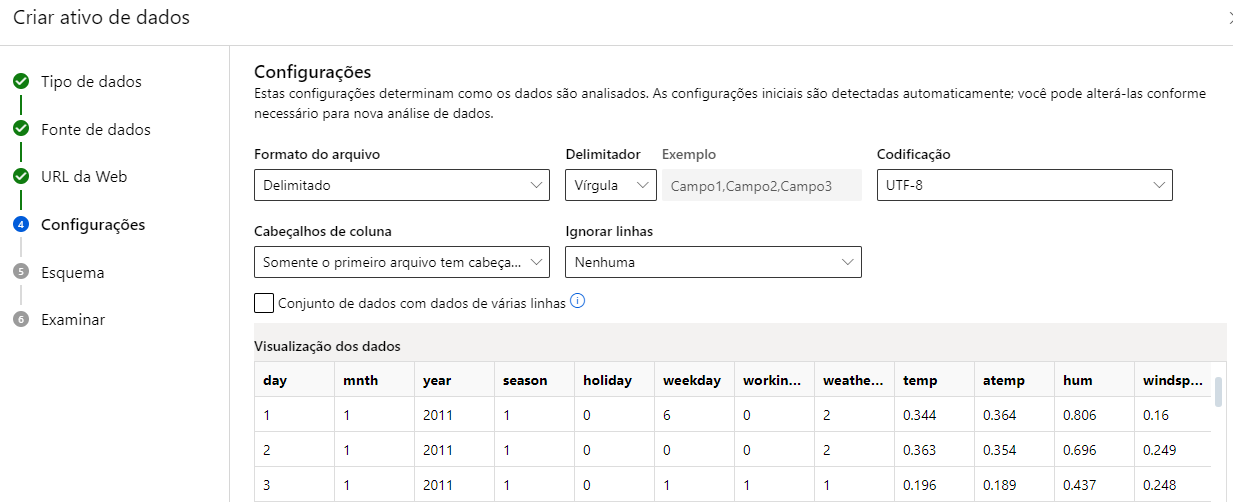 Criar ativo de dados
Tipo de dados
Fonte de dados
URL da Web
4 Configurações
5 Esquema
6 Examinar
Configurações
Estas configurações determinam como os dados são analisados. As configurações iniciais são detectadas automaticamente; você pode alterá-las conforme
necessário para nova análise de dados.
Formato do arquivo Delimitador Exemplo Codificação
Delimitado Vírgula Campo1,Campo2,Campo3 UTF-8
Cabeçalhos de coluna Ignorar linhas
Somente o primeiro arquivo tem cabeça... Nenhuma
Conjunto de dados com dados de várias linhas
Visualização dos dados
day mnth year season holiday weekday workin... weathe... temp atemp hum windsp...
1 1 2011 1 0 6 0 2 0.344 0.364 0.806 0.16
2 1 2011 1 0 0 0 2 0.363 0.354 0.696 0.249
3 1 2011 1 0 1 1 1 0.196 0.189 0.437 0.248